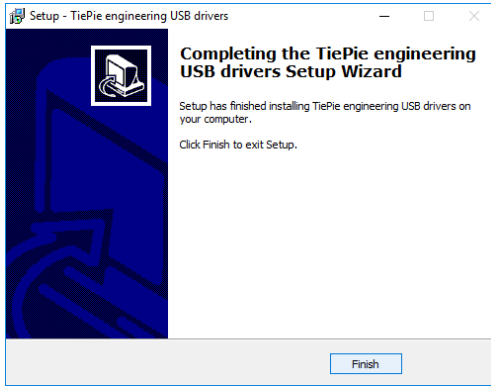 Setup - TiePie engineering USB drivers
Completing the TiePie engineering
USB drivers Setup Wizard
Setup has finished installing TiePie engineering USB drivers on
your computer.
Click Finish to exit Setup.
Finish